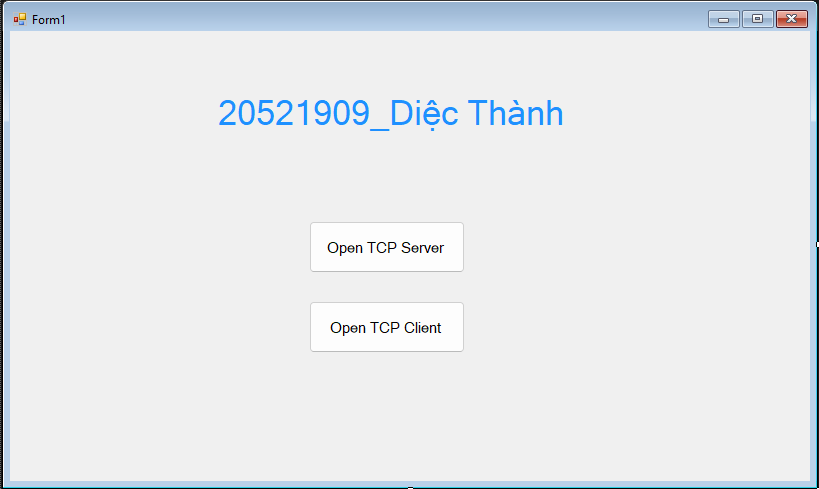 Form1
20521909_Diệc Thành
Open TCP Server
Open TCP Client